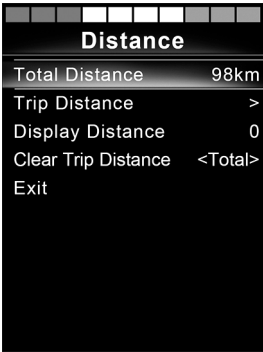 Distance
Total Distance 98km
Trip Distance >
Display Distance 0
Clear Trip Distance <Total>
Exit